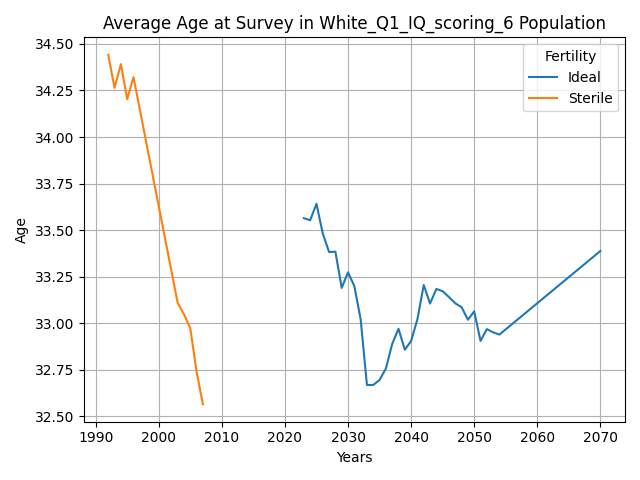 Average Age at Survey in White_Q1_IQ_scoring_6 Population
34.50
34.25
34.00
33.75
33.50
33.25
33.00
32.75
32.50
Age
Fertility
Ideal
Sterile
1990 2000 2010 2020 2030 2040 2050 2060 2070
Years